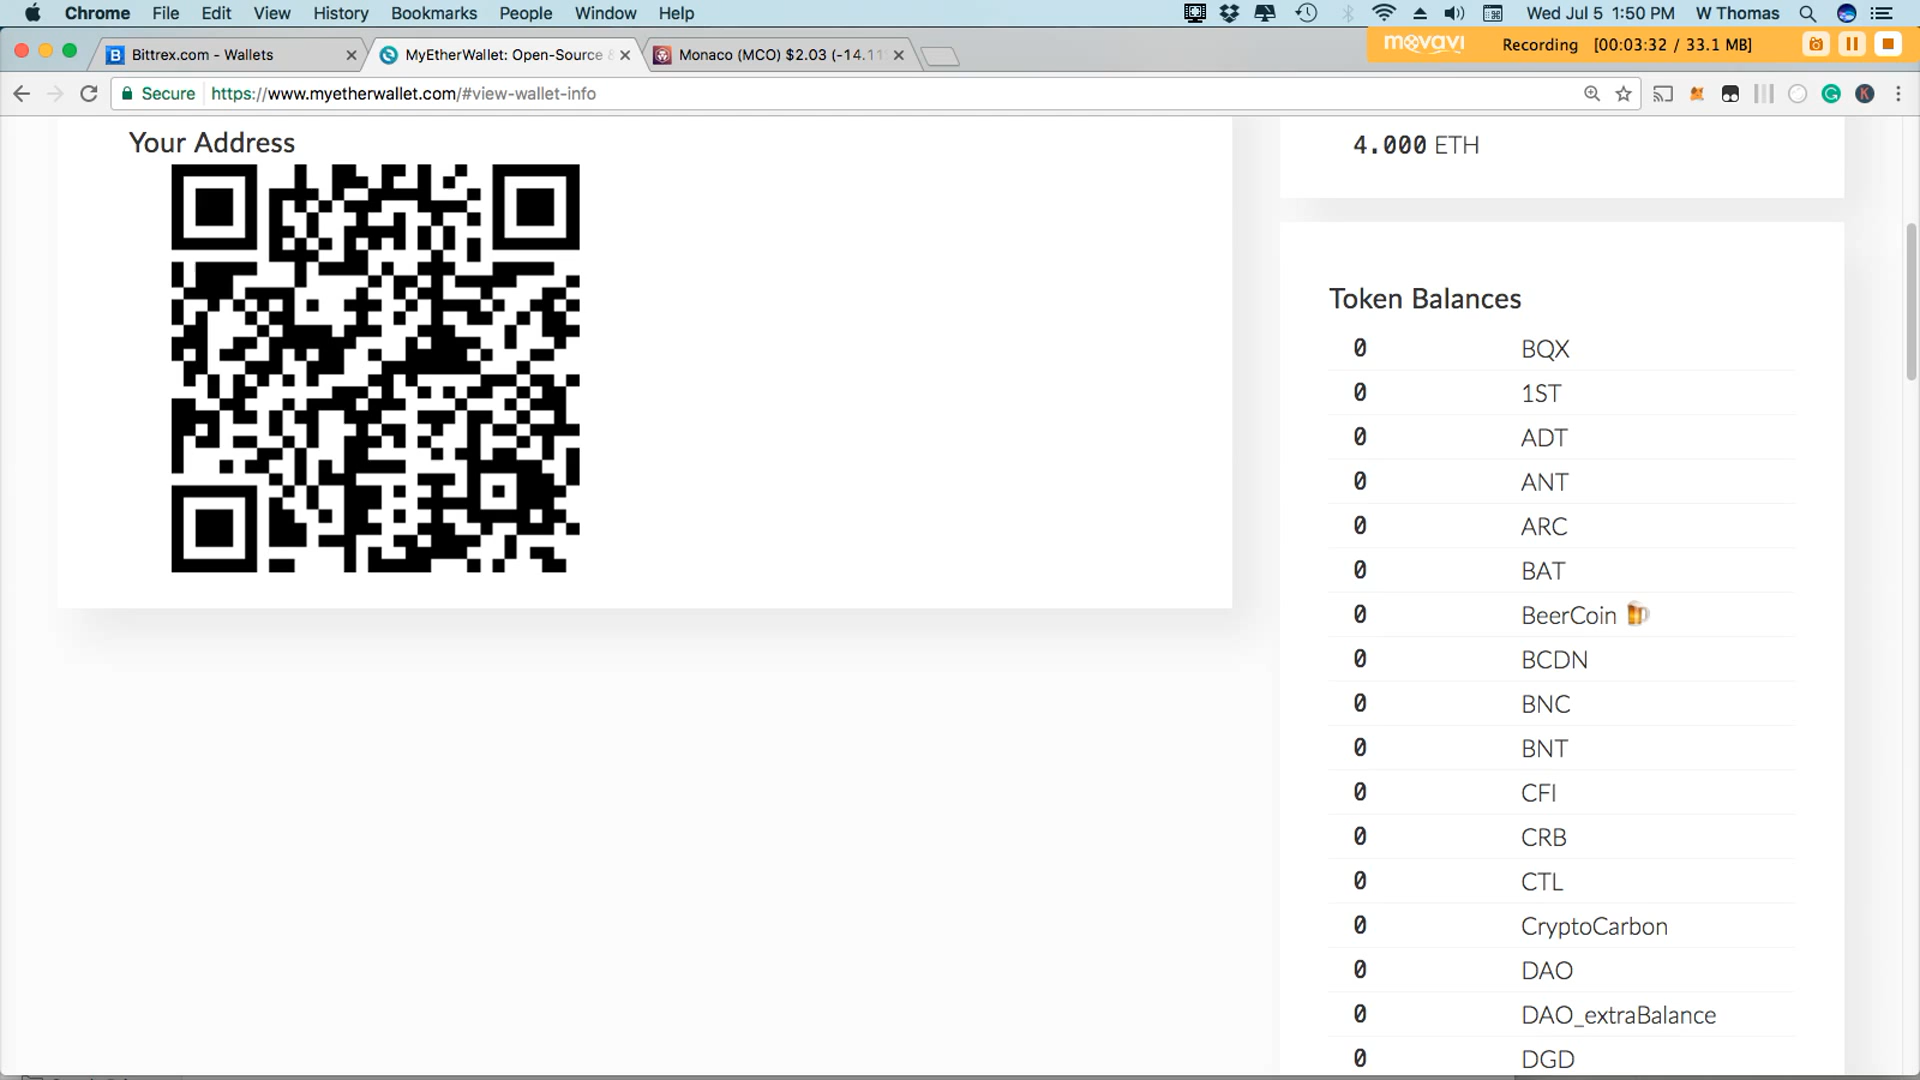 Chrome File Edit View History Bookmarks People Window Help Wed Jul 5 1:50 PM W Thomas
Bittrex.com - Wallets MyEtherWallet: Open-Source & Monaco (MCO) $2.03 (-14.11%
movavi Recording [00:03:32 / 33.1 MB]
Secure https://www.myetherwallet.com/#view-wallet-info K
Your Address
4.000 ETH
Token Balances
0 BQX
0 1ST
0 ADT
0 ANT
0 ARC
0 BAT
0 BeerCoin 🍺
0 BCDN
0 BNC
0 BNT
0 CFI
0 CRB
0 CTL
0 CryptoCarbon
0 DAO
0 DAO_extraBalance
0 DGD